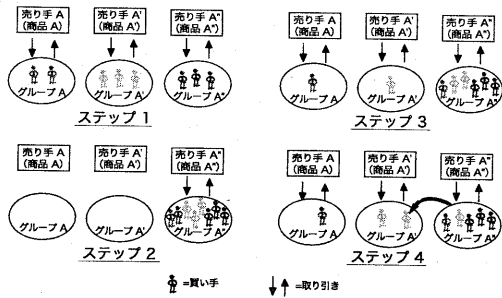 売り手 A
(商品 A)
売り手 A'
(商品 A')
売り手 A"
(商品 A")
グループ A
グループ A'
グループ A"
ステップ 1
売り手 A
(商品 A)
売り手 A'
(商品 A')
売り手 A"
(商品 A")
グループ A
グループ A'
グループ A"
ステップ 3
売り手 A
(商品 A)
売り手 A'
(商品 A')
売り手 A"
(商品 A")
グループ A
グループ A'
グループ A"
ステップ 2
売り手 A
(商品 A)
売り手 A'
(商品 A')
売り手 A"
(商品 A")
グループ A
グループ A'
グループ A"
ステップ 4
=買い手
=取り引き